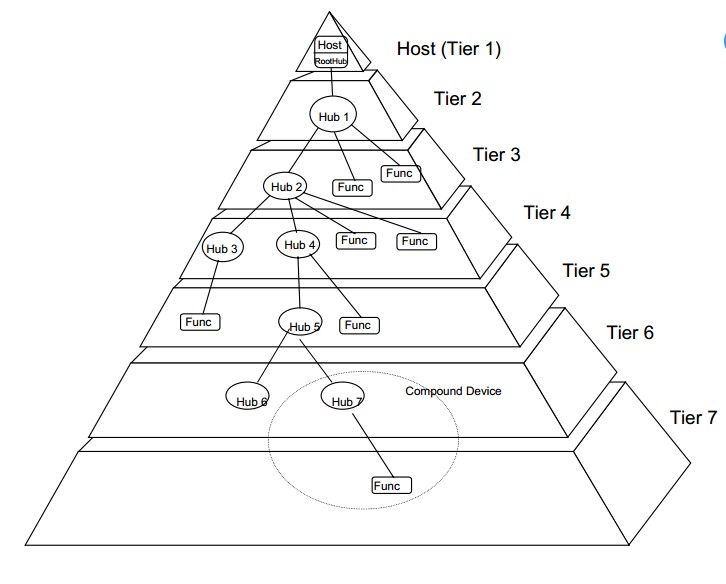 Host
RootHub
Host (Tier 1)
Hub 1
Tier 2
Hub 2
Func
Func
Tier 3
Hub 3
Hub 4
Func
Func
Tier 4
Func
Hub 5
Func
Tier 5
Hub 6
Hub 7
Compound Device
Tier 6
Func
Tier 7